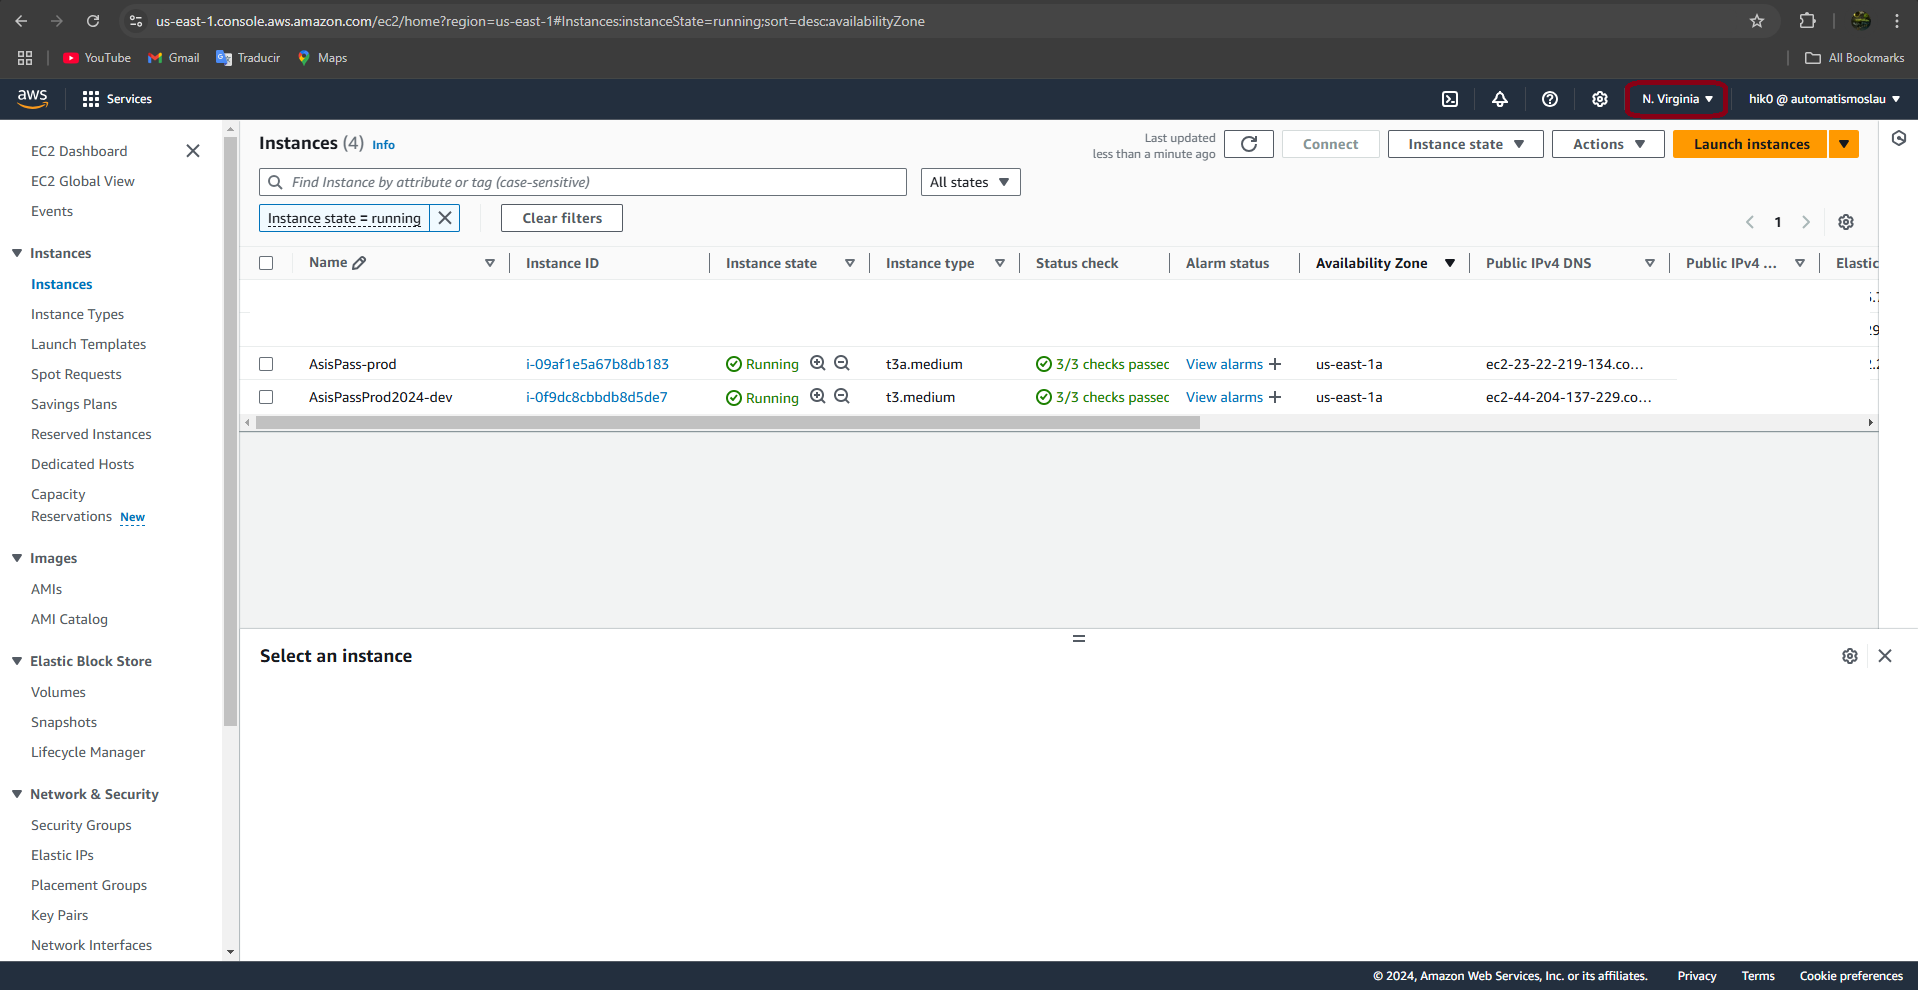 us-east-1.console.aws.amazon.com/ec2/home?region=us-east-1#Instances:instanceState=running;sort=desc:availabilityZone
YouTube Gmail Traducir Maps All Bookmarks
aws Services N. Virginia hik0 @ automatismoslau
EC2 Dashboard
EC2 Global View
Events
Instances
Instances
Instance Types
Launch Templates
Spot Requests
Savings Plans
Reserved Instances
Dedicated Hosts
Capacity
Reservations New
Images
AMIs
AMI Catalog
Elastic Block Store
Volumes
Snapshots
Lifecycle Manager
Network & Security
Security Groups
Elastic IPs
Placement Groups
Key Pairs
Network Interfaces
Instances (4) Info
Last updated
less than a minute ago
Connect Instance state Actions Launch instances
Find Instance by attribute or tag (case-sensitive) All states
Instance state = running Clear filters
1
Name Instance ID Instance state Instance type Status check Alarm status Availability Zone Public IPv4 DNS Public IPv4 ... Elastic
AsisPass-prod i-09af1e5a67b8db183 Running t3a.medium 3/3 checks passed View alarms + us-east-1a ec2-23-22-219-134.co...
AsisPassProd2024-dev i-0f9dc8cbbdb8d5de7 Running t3.medium 3/3 checks passed View alarms + us-east-1a ec2-44-204-137-229.co...
Select an instance
© 2024, Amazon Web Services, Inc. or its affiliates. Privacy Terms Cookie preferences